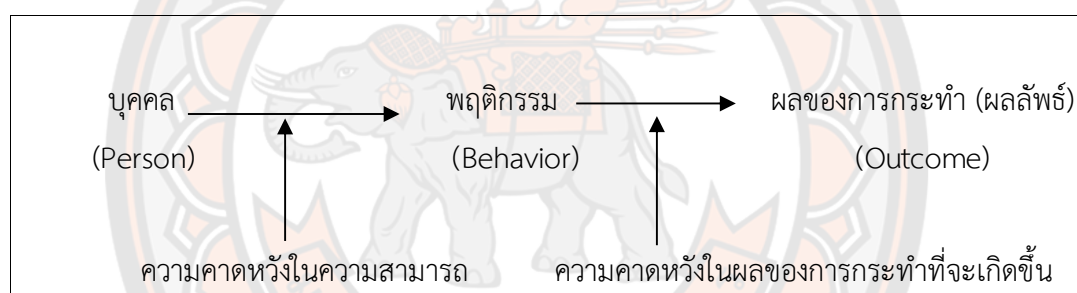 บุคคล พฤติกรรม ผลของการกระทำ (ผลลัพธ์)
(Person) (Behavior) (Outcome)
ความคาดหวังในความสามารถ ความคาดหวังในผลของการกระทำที่จะเกิดขึ้น